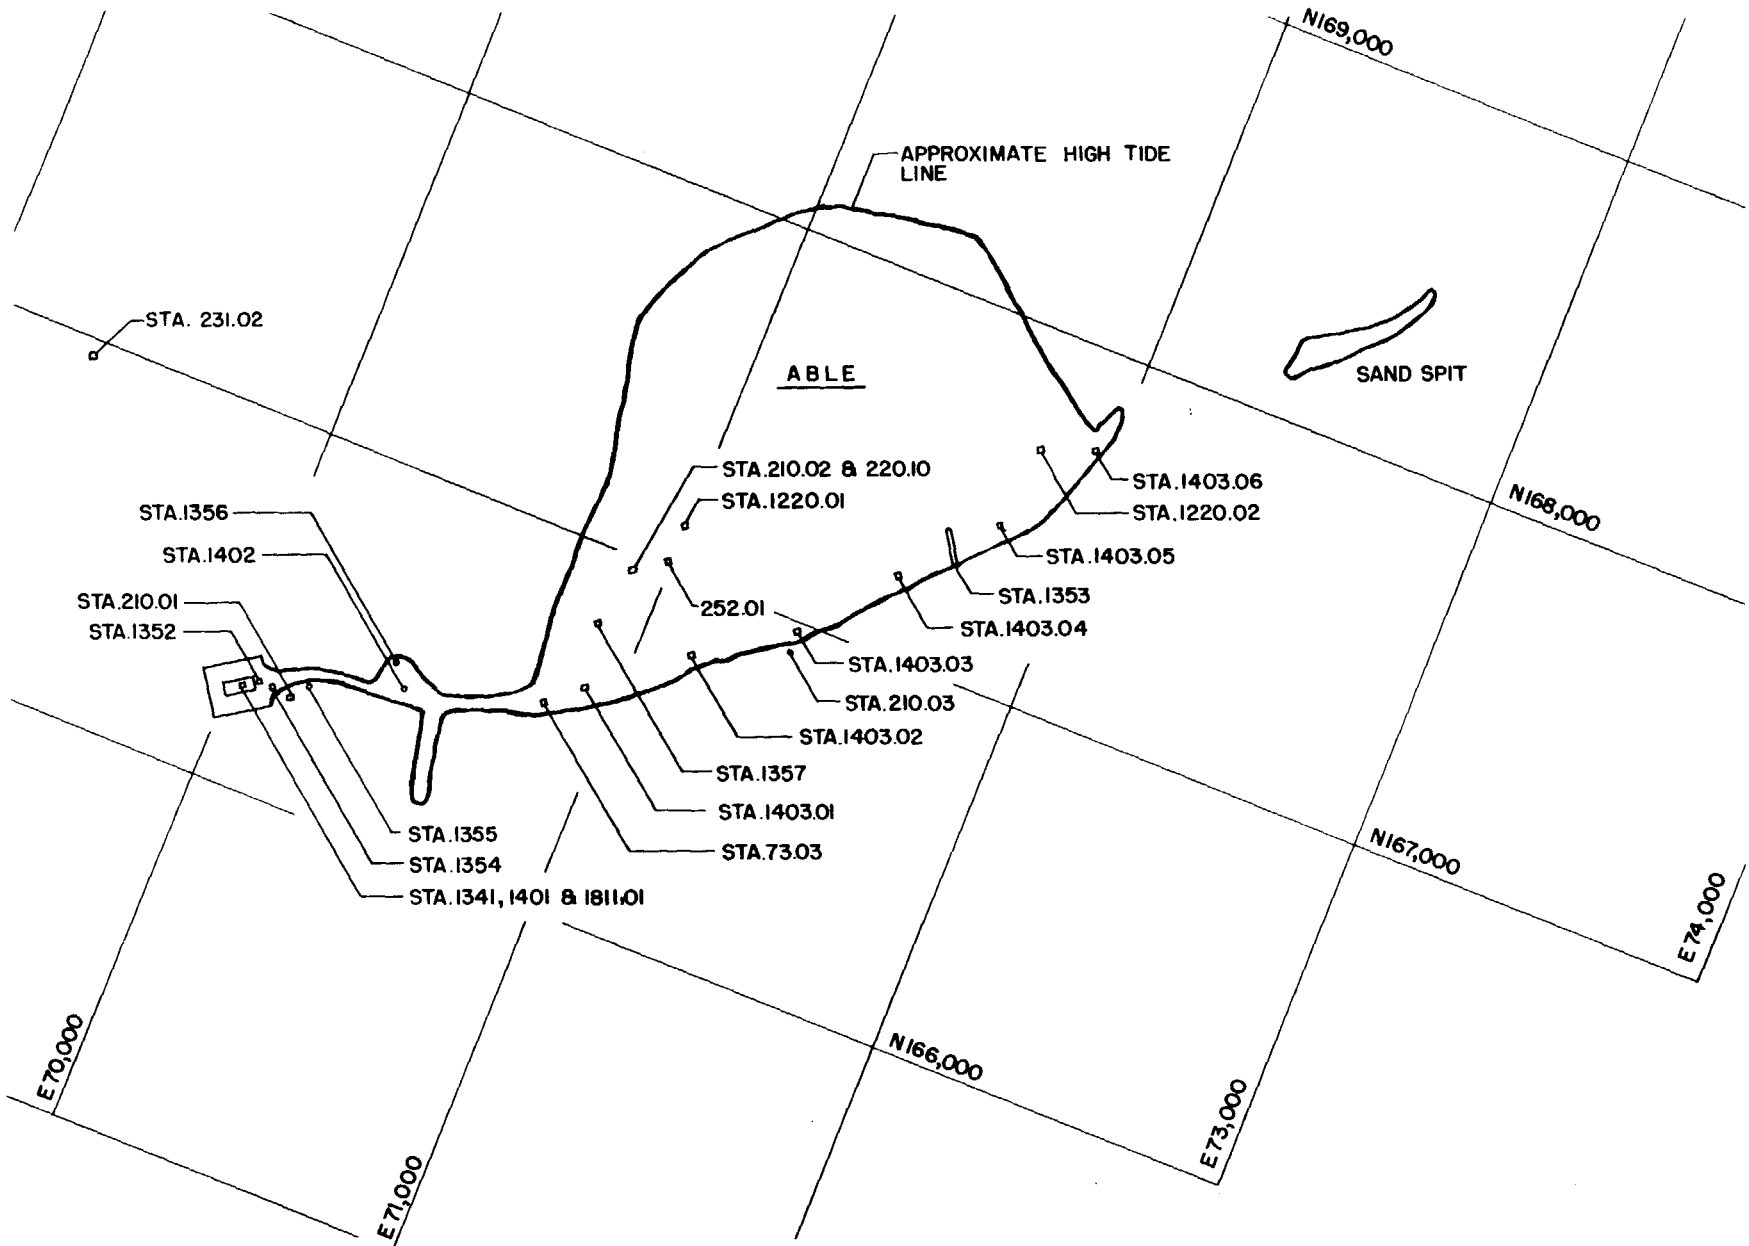 N169,000
APPROXIMATE HIGH TIDE
LINE
STA. 231.02
ABLE
SAND SPIT
STA.210.02 & 220.10
STA.1220.01
STA.1403.06
STA.1220.02
N168,000
STA.1356
STA.1402
STA.1403.05
STA.210.01
STA.1353
252.01
STA.1352
STA.1403.04
STA.1403.03
STA.210.03
STA.1403.02
STA.1357
STA.1403.01
STA.1355
STA.73.03
STA.1354
N167,000
STA.1341, 1401 & 1811.01
E 74,000
N166,000
E 70,000
E 73,000
E 71,000